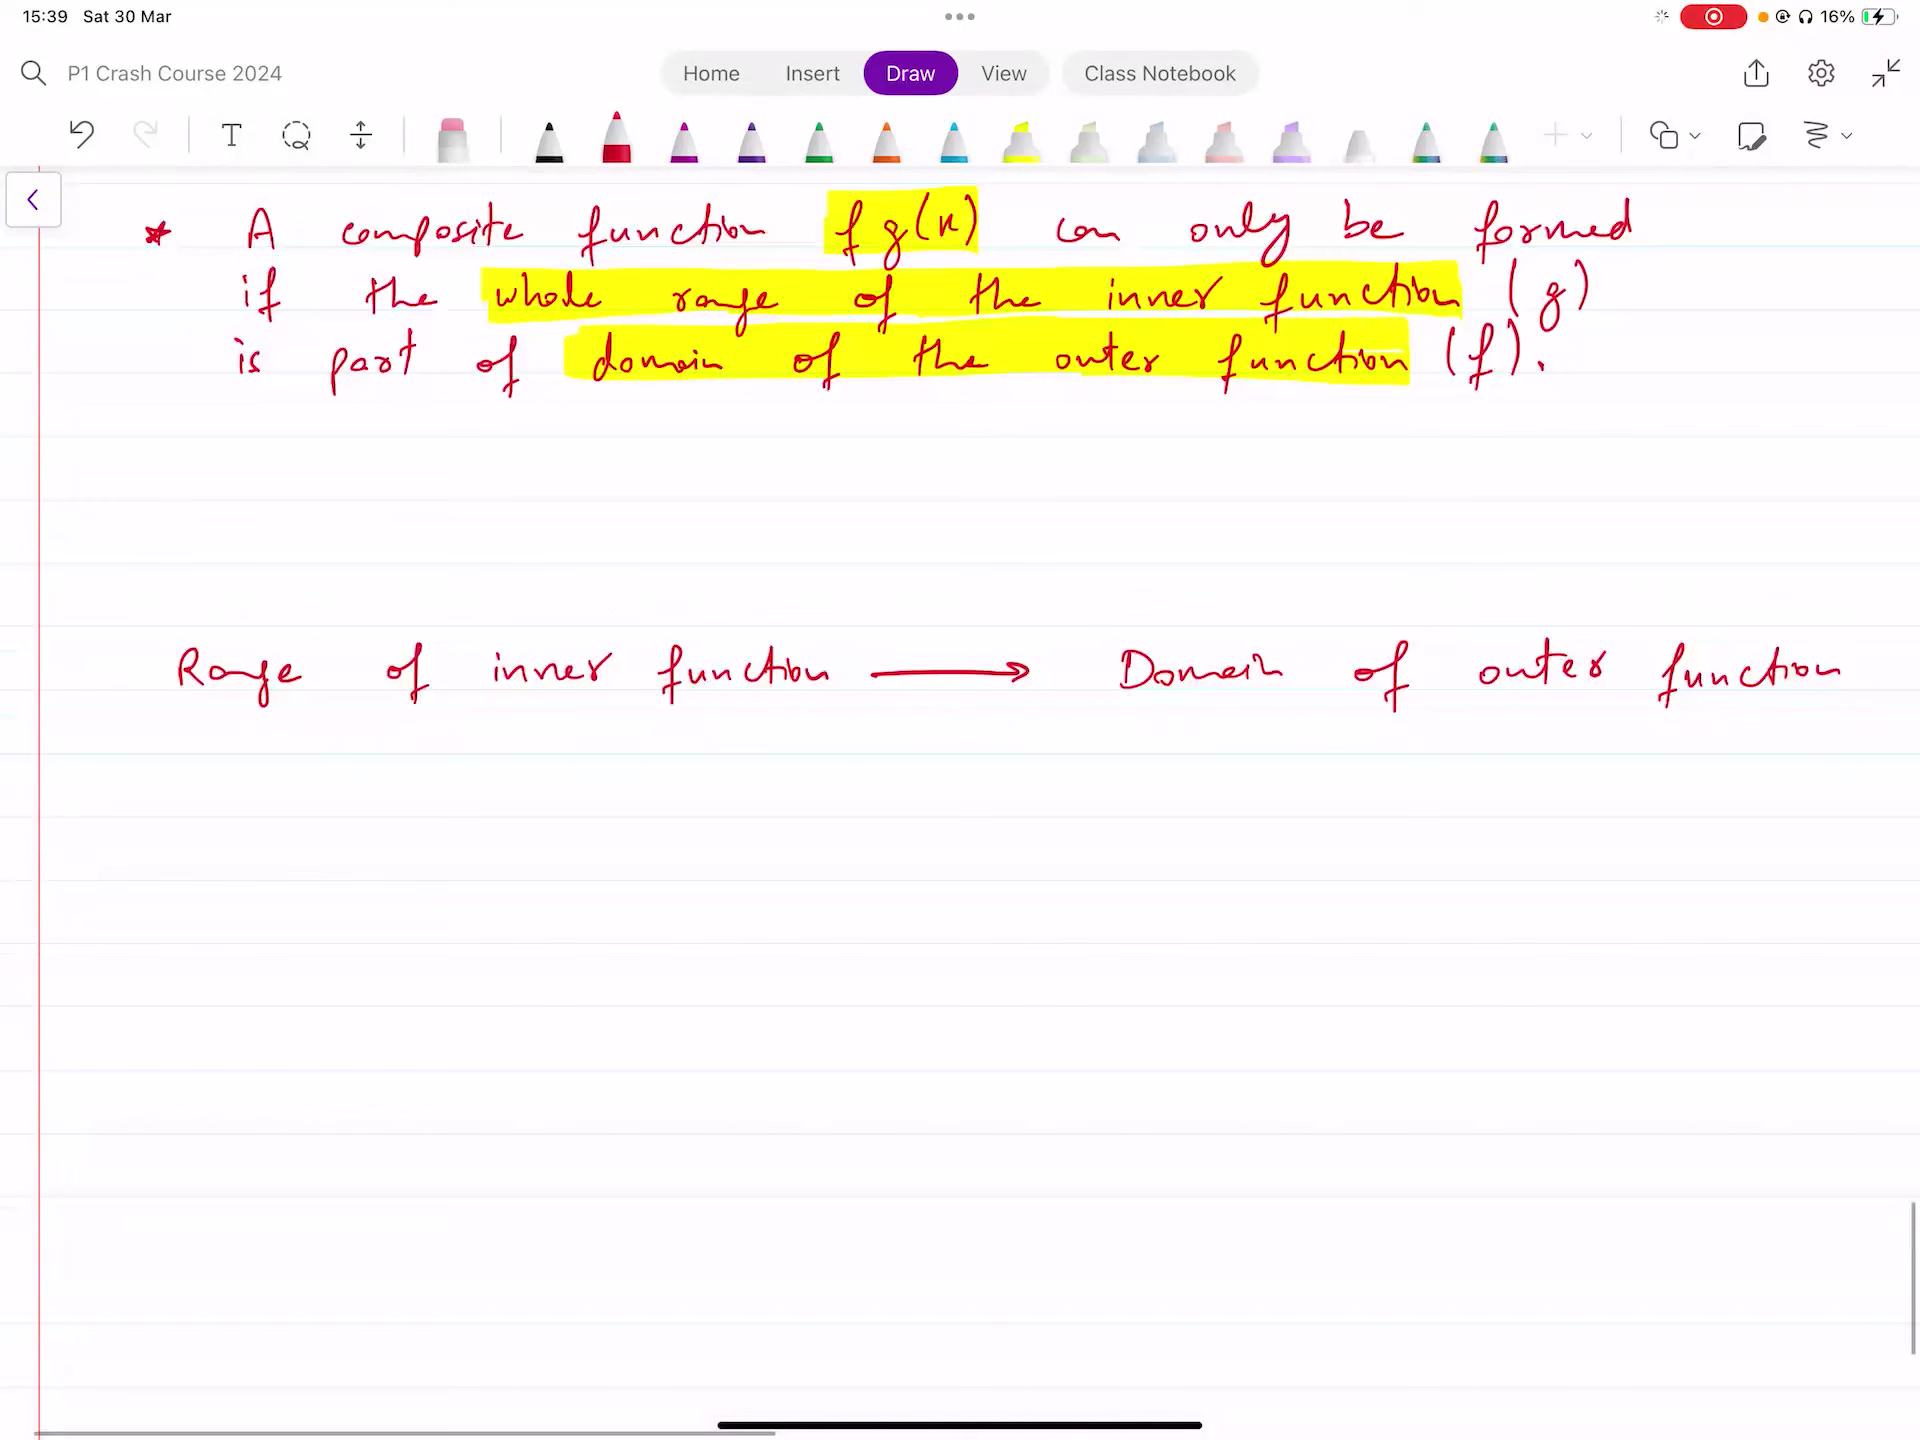 15:39 Sat 30 Mar
16%
P1 Crash Course 2024
Home Insert Draw View Class Notebook
* A composite function fg(x) can only be formed
if the whole range of the inner function (g)
is part of domain of the outer function (f).
Range of inner function → Domain of outer function